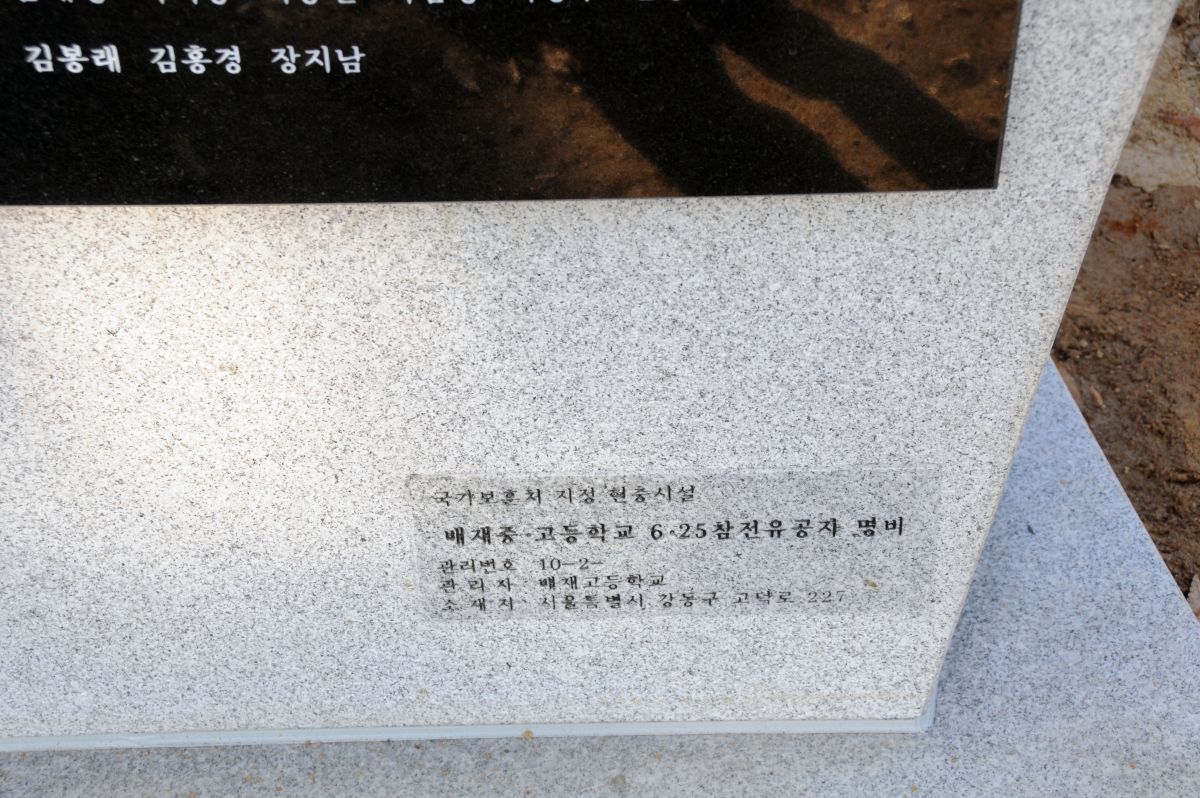 김봉래 김흥경 장지남
국가보훈처 지정 현충시설
배재중·고등학교 6·25참전유공자 명비
관리번호 10-2-
관 리 자 배재고등학교
소 재 지 서울특별시 강동구 고덕로 227